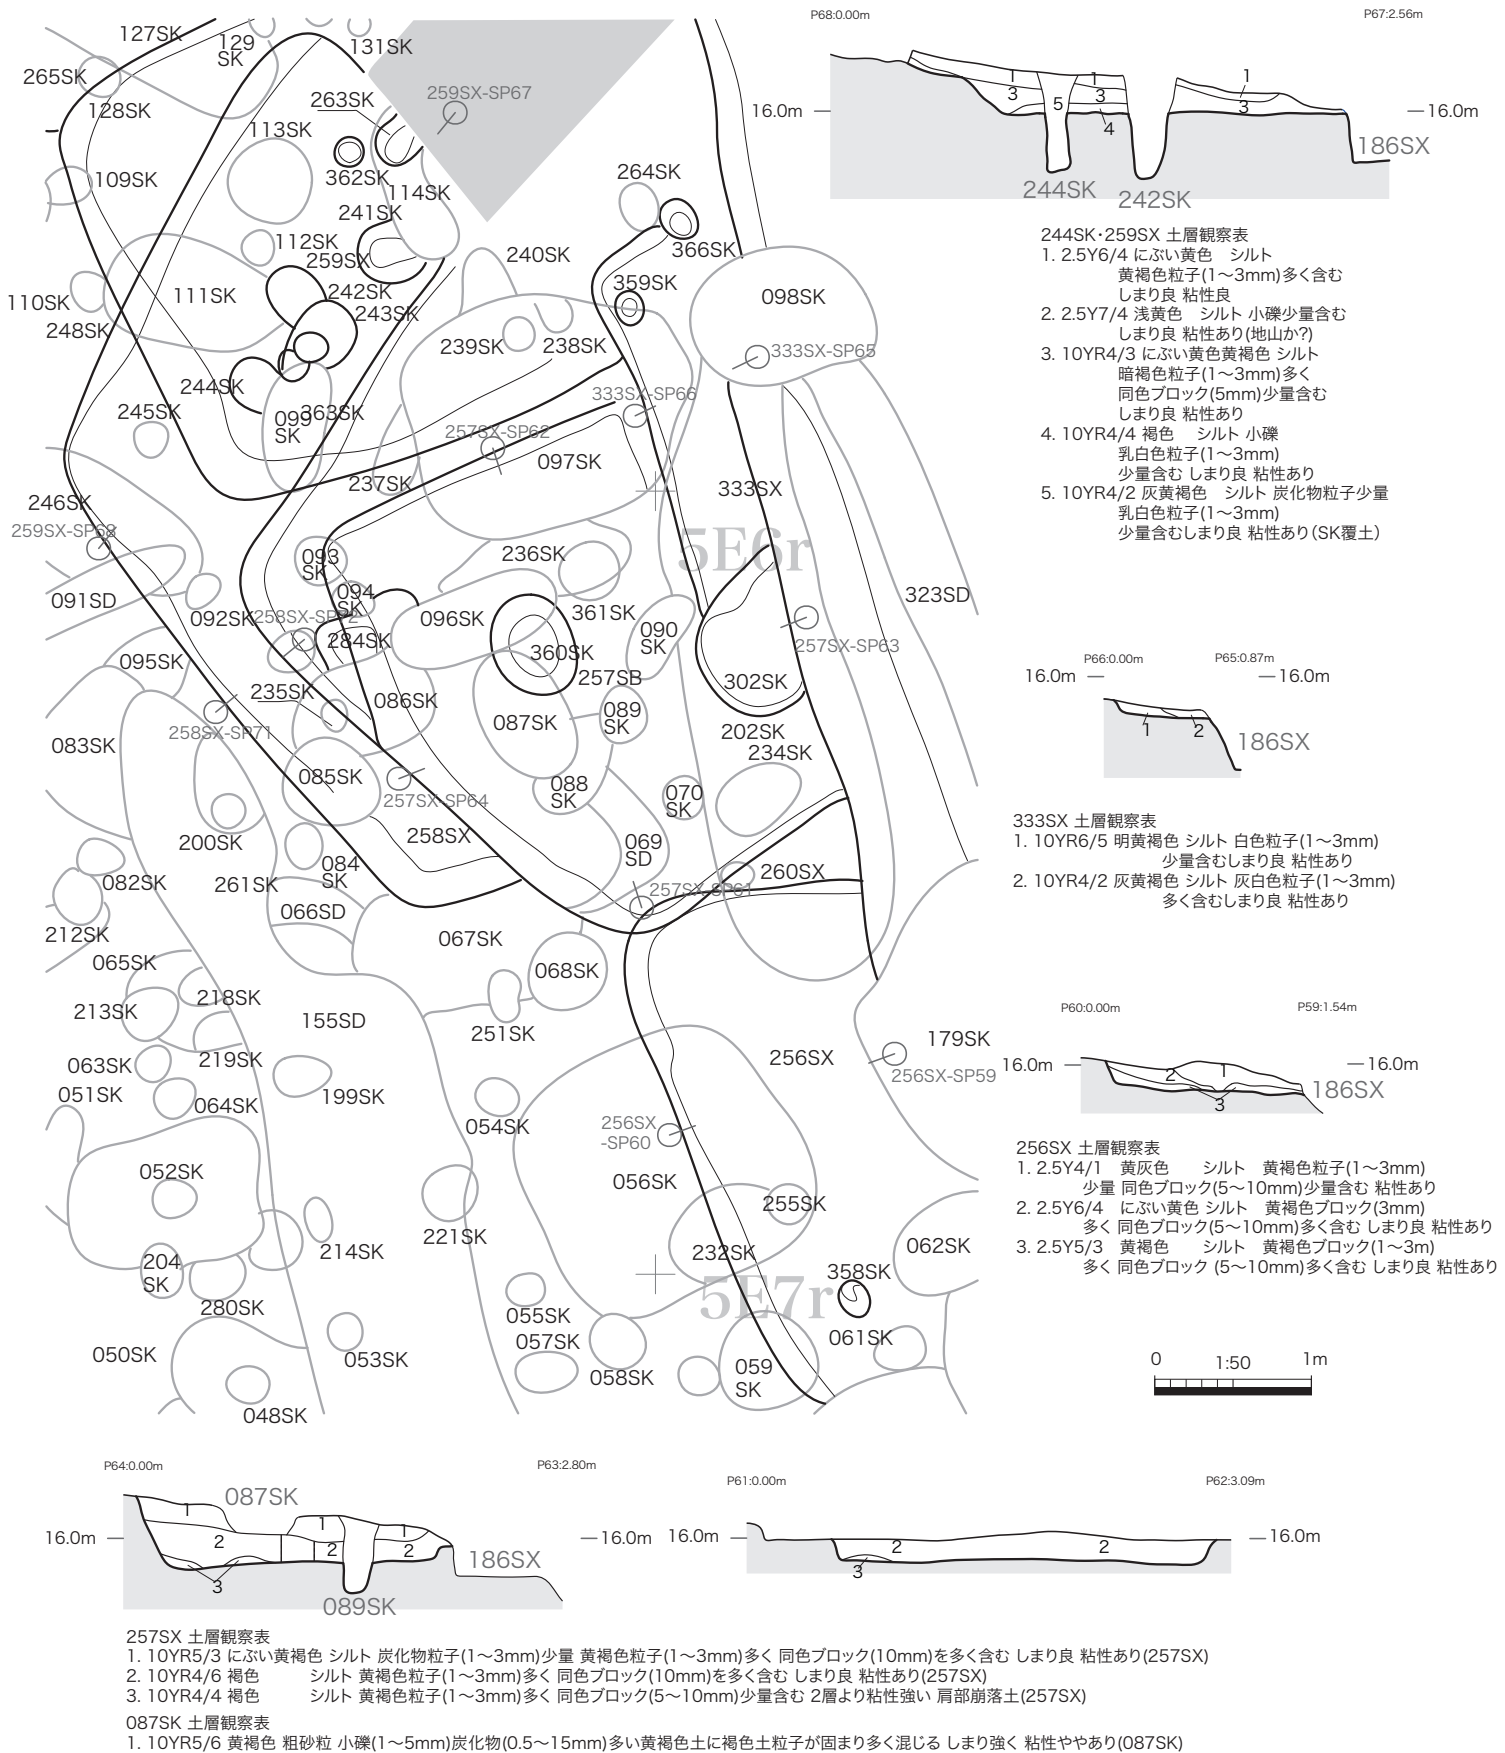 P68:0.00m
P67:2.56m
16.0m
1
1
1
3
5
3
3
4
16.0m
186SX
244SK
242SK
244SK・259SX 土層観察表
1. 2.5Y6/4 にぶい黄色 シルト
黄褐色粒子(1～3mm)多く含む
しまり良 粘性良
2. 2.5Y7/4 浅黄色 シルト 小礫少量含む
しまり良 粘性あり(地山か?)
3. 10YR4/3 にぶい黄色黄褐色 シルト
暗褐色粒子(1～3mm)多く
同色ブロック(5mm)少量含む
しまり良 粘性あり
4. 10YR4/4 褐色 シルト 小礫
乳白色粒子(1～3mm)
少量含む しまり良 粘性あり
5. 10YR4/2 灰黄褐色 シルト 炭化物粒子少量
乳白色粒子(1～3mm)
少量含むしまり良 粘性あり(SK覆土)
127SK
129
SK
131SK
265SK
128SK
263SK
259SX-SP67
113SK
109SK
362SK
114SK
264SK
241SK
112SK
259SX
240SK
366SK
110SK
111SK
242SK
359SK
098SK
248SK
243SK
239SK
238SK
333SX-SP65
244SK
333SX-SP66
245SK
099
SK
363SK
257SX-SP62
097SK
237SK
333SX
246SK
259SX-SP68
5E6r
093
SK
236SK
091SD
094
SK
323SD
092SK
258SX-SP72
096SK
361SK
090
SK
284SK
360SK
257SX-SP63
095SK
257SB
302SK
235SK
086SK
087SK
089
SK
258SX-SP71
202SK
083SK
234SK
085SK
257SX-SP64
088
SK
070
SK
200SK
258SX
069
SD
084
SK
082SK
261SK
260SX
257SX-SP61
066SD
212SK
067SK
065SK
068SK
213SK
218SK
155SD
251SK
219SK
256SX
179SK
063SK
256SX-SP59
051SK
064SK
199SK
054SK
256SX
-SP60
052SK
056SK
255SK
221SK
214SK
232SK
062SK
204
SK
358SK
280SK
5E7r
055SK
050SK
053SK
057SK
061SK
058SK
059
SK
048SK
P66:0.00m
P65:0.87m
16.0m
16.0m
1
2
186SX
333SX 土層観察表
1. 10YR6/5 明黄褐色 シルト 白色粒子(1～3mm)
少量含むしまり良 粘性あり
2. 10YR4/2 灰黄褐色 シルト 灰白色粒子(1～3mm)
多く含むしまり良 粘性あり
P60:0.00m
P59:1.54m
16.0m
16.0m
2
1
3
186SX
256SX 土層観察表
1. 2.5Y4/1 黄灰色 シルト 黄褐色粒子(1～3mm)
少量 同色ブロック(5～10mm)少量含む 粘性あり
2. 2.5Y6/4 にぶい黄色 シルト 黄褐色ブロック(3mm)
多く 同色ブロック(5～10mm)多く含む しまり良 粘性あり
3. 2.5Y5/3 黄褐色 シルト 黄褐色ブロック(1～3m)
多く 同色ブロック (5～10mm)多く含む しまり良 粘性あり
0
1:50
1m
P64:0.00m
P63:2.80m
087SK
1
1
1
16.0m
16.0m
2
2
2
3
186SX
089SK
P61:0.00m
P62:3.09m
16.0m
2
2
3
16.0m
257SX 土層観察表
1. 10YR5/3 にぶい黄褐色 シルト 炭化物粒子(1～3mm)少量 黄褐色粒子(1～3mm)多く 同色ブロック(10mm)を多く含む しまり良 粘性あり(257SX)
2. 10YR4/6 褐色 シルト 黄褐色粒子(1～3mm)多く 同色ブロック(10mm)を多く含む しまり良 粘性あり(257SX)
3. 10YR4/4 褐色 シルト 黄褐色粒子(1～3mm)多く 同色ブロック(5～10mm)少量含む 2層より粘性強い 肩部崩落土(257SX)
087SK 土層観察表
1. 10YR5/6 黄褐色 粗砂粒 小礫(1～5mm)炭化物(0.5～15mm)多い黄褐色土に褐色土粒子が固まり多く混じる しまり強く 粘性ややあり(087SK)